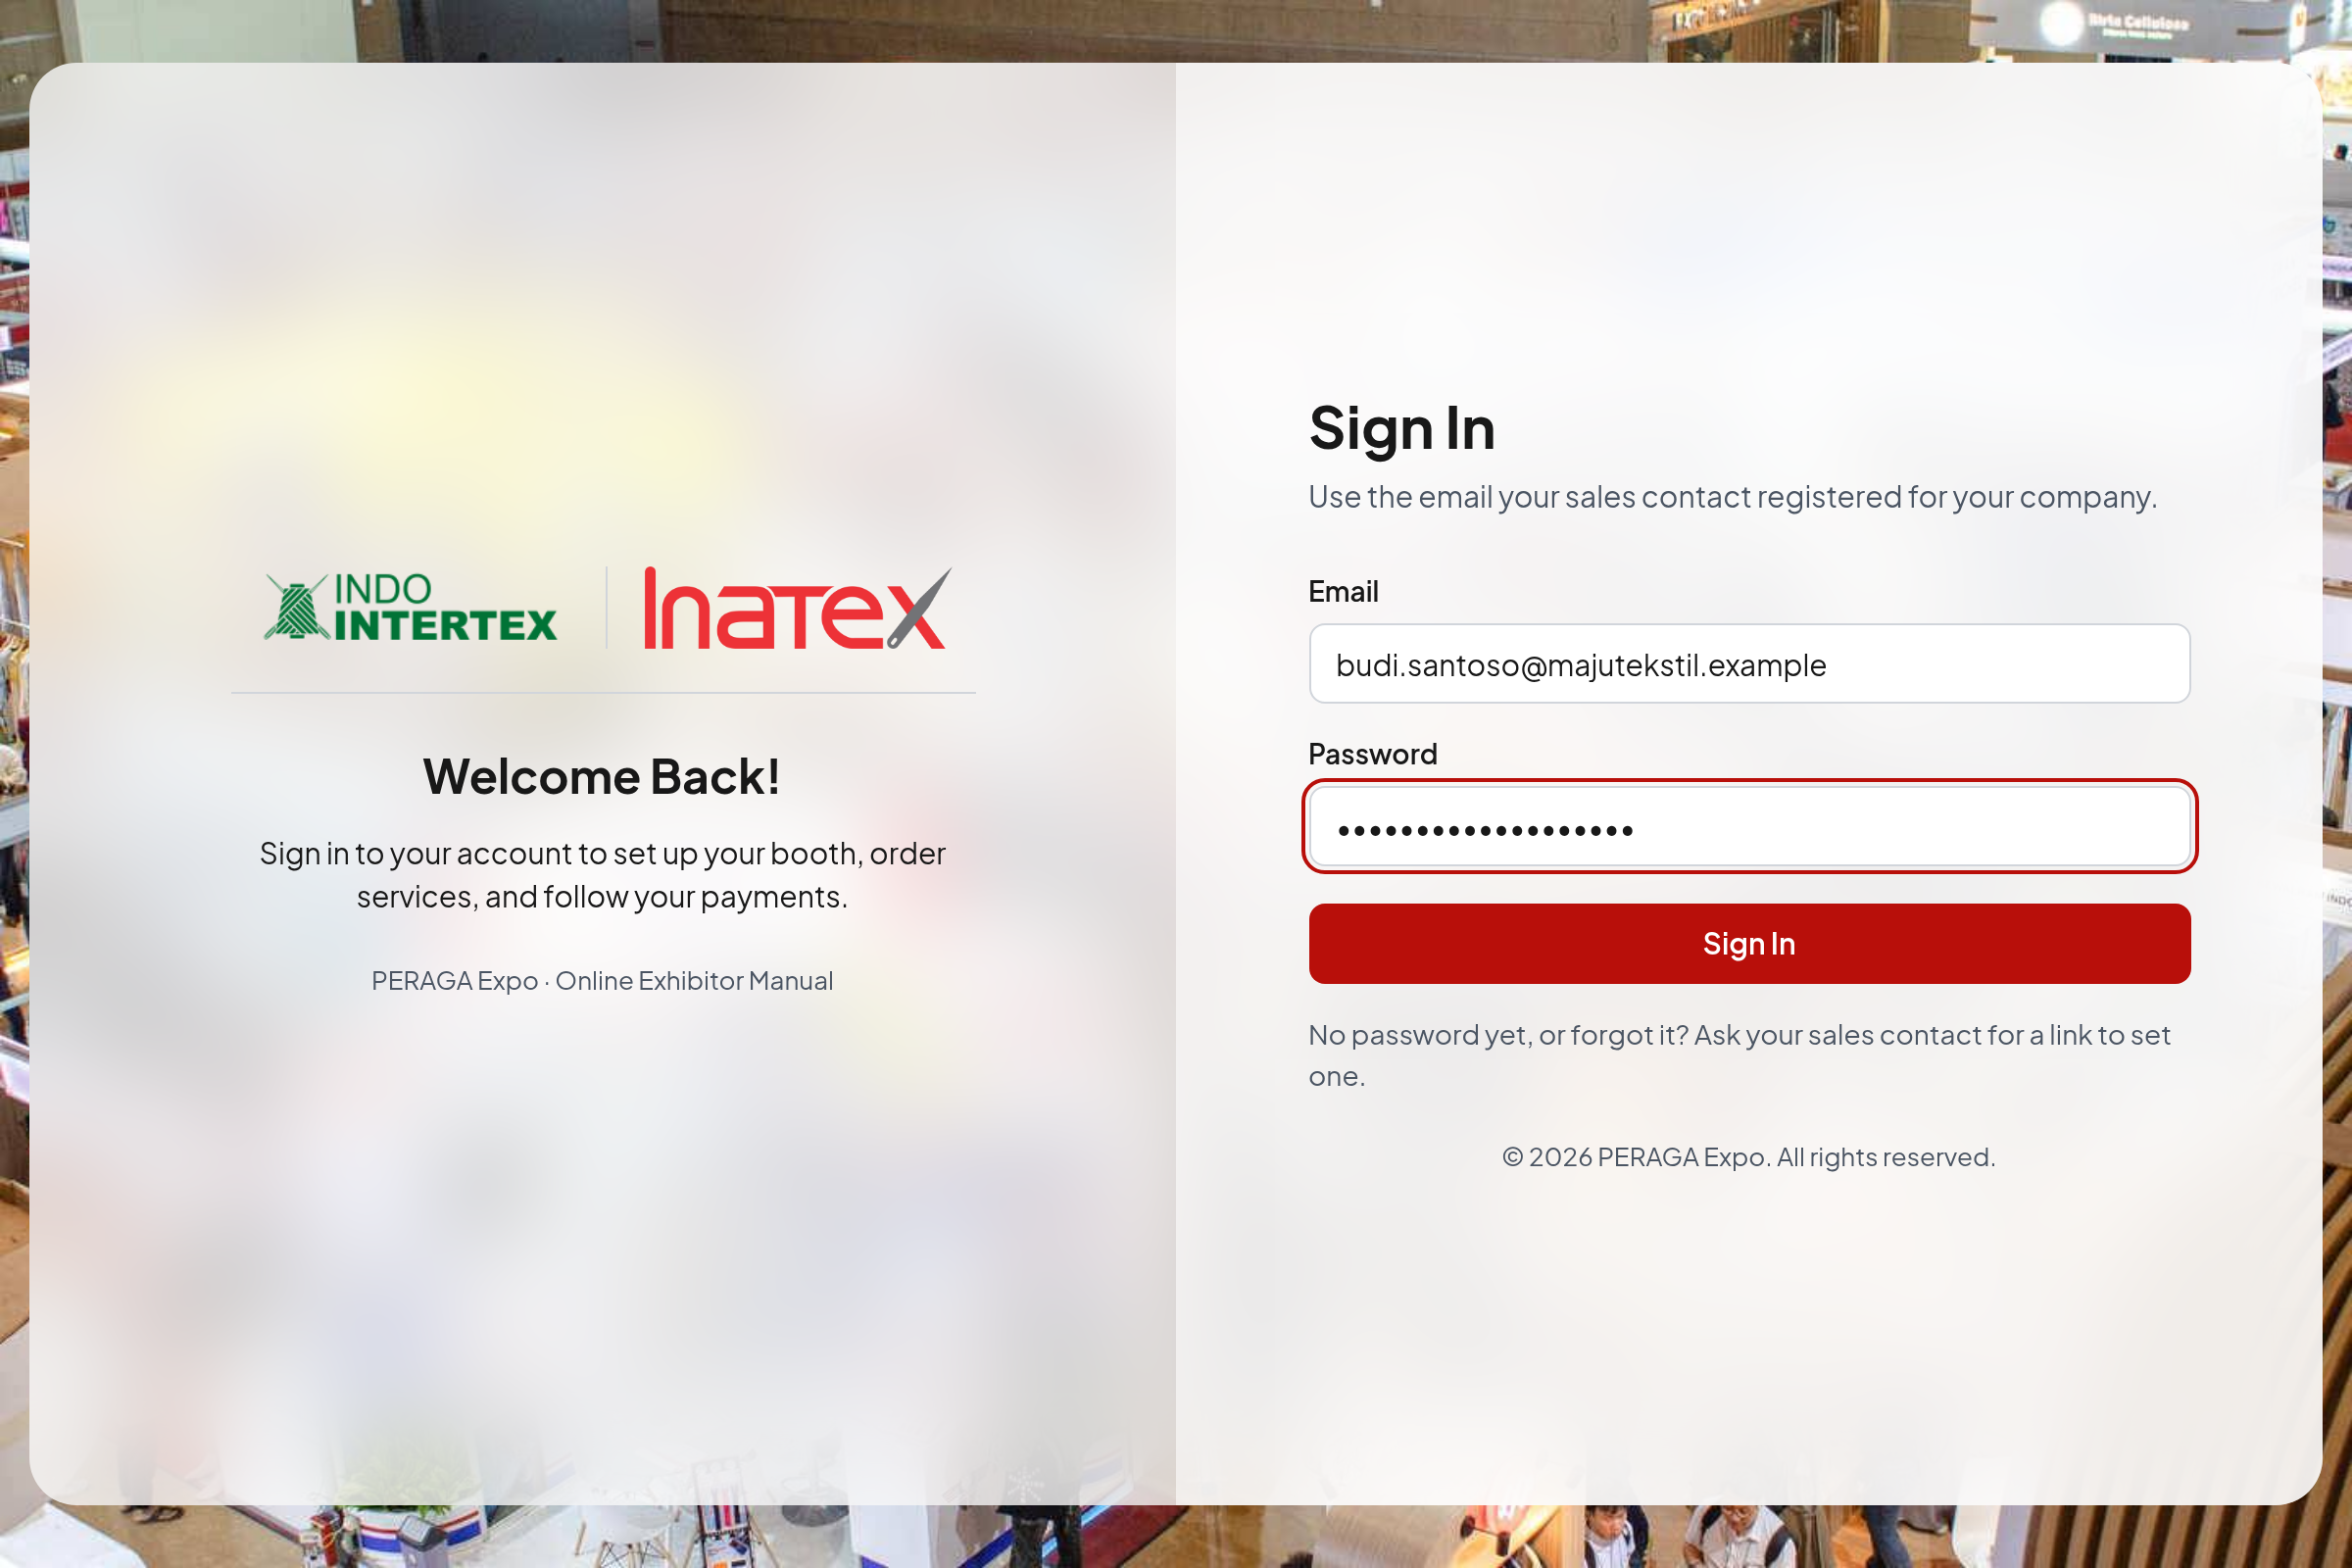 INDO
INTERTEX
Inatex
Welcome Back!
Sign in to your account to set up your booth, order
services, and follow your payments.
PERAGA Expo · Online Exhibitor Manual
Sign In
Use the email your sales contact registered for your company.
Email
budi.santoso@majutekstil.example
Password
•••••••••••••••••••
Sign In
No password yet, or forgot it? Ask your sales contact for a link to set
one.
© 2026 PERAGA Expo. All rights reserved.